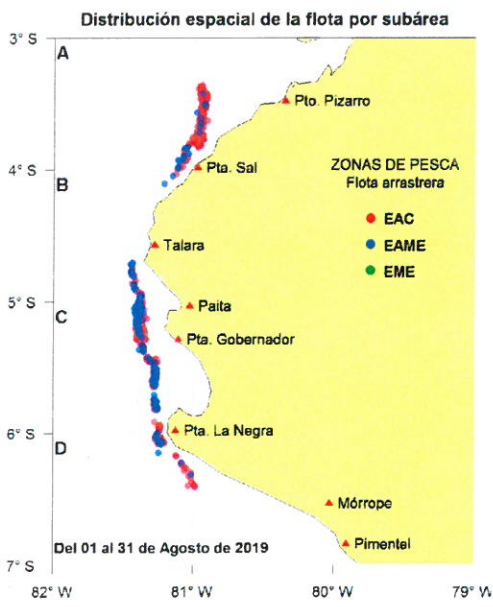 Distribución espacial de la flota por subárea
3° S
A
Pto. Pizarro
4° S
Pta. Sal
B
ZONAS DE PESCA
Flota arrastrera
EAC
EAME
EME
Talara
5° S
C
Paita
Pta. Gobernador
6° S
D
Pta. La Negra
Mórrope
Pimentel
Del 01 al 31 de Agosto de 2019
7° S
82° W
81° W
80° W
79° W